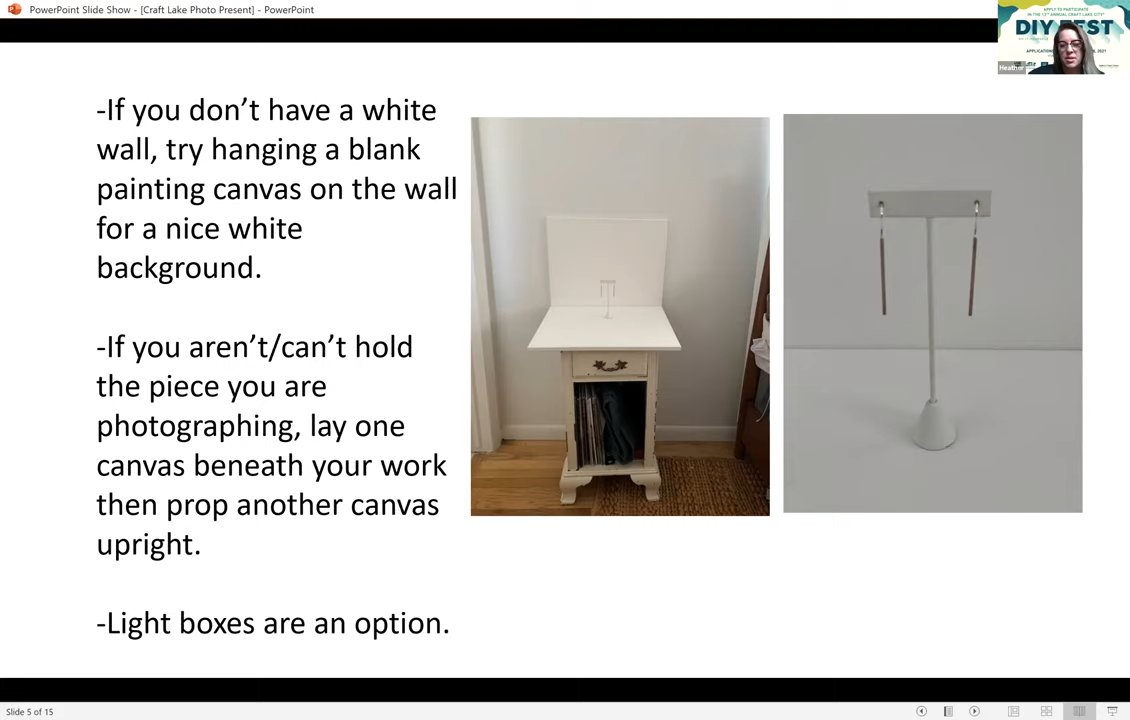 PowerPoint Slide Show - [Craft Lake Photo Present] - PowerPoint
APPLY TO PARTICIPATE
IN THE 13TH ANNUAL CRAFT LAKE CITY
DIY FEST
Heather
-If you don’t have a white
wall, try hanging a blank
painting canvas on the wall
for a nice white
background.
-If you aren’t/can’t hold
the piece you are
photographing, lay one
canvas beneath your work
then prop another canvas
upright.
-Light boxes are an option.
Slide 5 of 15